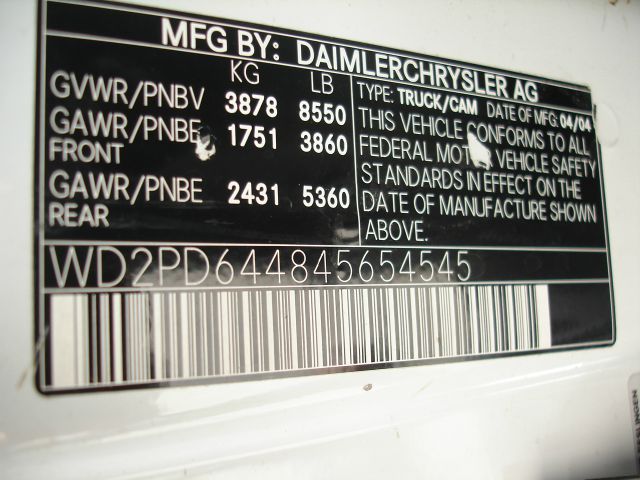 MFG BY: DAIMLERCHRYSLER AG
KG LB
GVWR/PNBV 3878 8550
GAWR/PNBE 1751 3860
FRONT
GAWR/PNBE 2431 5360
REAR
TYPE: TRUCK/CAM DATE OF MFG: 04/04
THIS VEHICLE CONFORMS TO ALL
FEDERAL MOTOR VEHICLE SAFETY
STANDARDS IN EFFECT ON THE
DATE OF MANUFACTURE SHOWN
ABOVE.
WD2PD644845654545